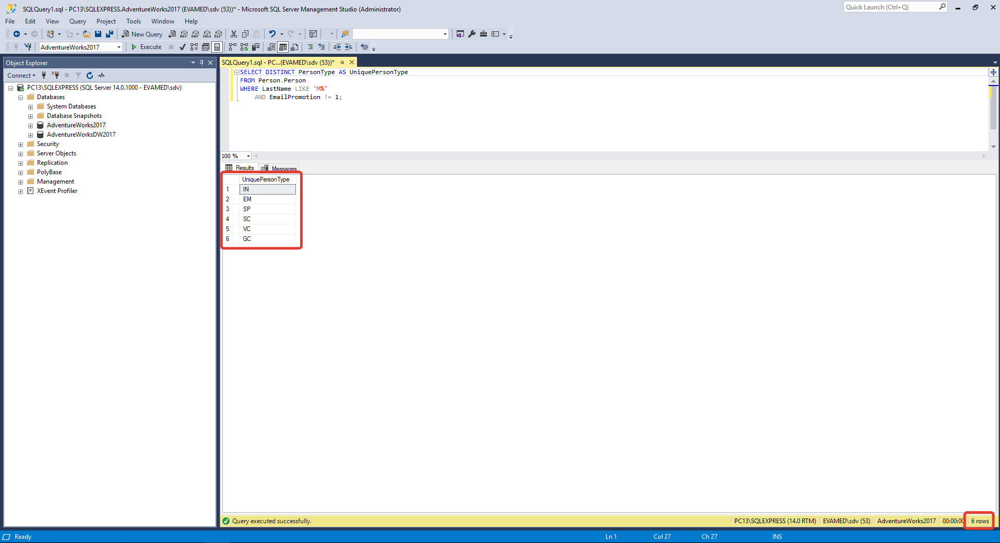 SQLQuery1.sql - PC13\SQLEXPRESS.AdventureWorks2017 (EVAMED\sdv (53))* - Microsoft SQL Server Management Studio (Administrator)
Quick Launch (Ctrl+Q)
File Edit View Query Project Tools Window Help
New Query
AdventureWorks2017 Execute
Object Explorer
Connect
PC13\SQLEXPRESS (SQL Server 14.0.1000 - EVAMED\sdv)
Databases
System Databases
Database Snapshots
AdventureWorks2017
AdventureWorksDW2017
Security
Server Objects
Replication
PolyBase
Management
XEvent Profiler
SQLQuery1.sql - PC...(EVAMED\sdv (53))*
SELECT DISTINCT PersonType AS UniquePersonType
FROM Person.Person
WHERE LastName LIKE 'M%'
AND EmailPromotion != 1;
100 %
Results Messages
UniquePersonType
1 IN
2 EM
3 SP
4 SC
5 VC
6 GC
Query executed successfully. PC13\SQLEXPRESS (14.0 RTM) EVAMED\sdv (53) AdventureWorks2017 00:00:00 6 rows
Ready Ln 1 Col 27 Ch 27 INS